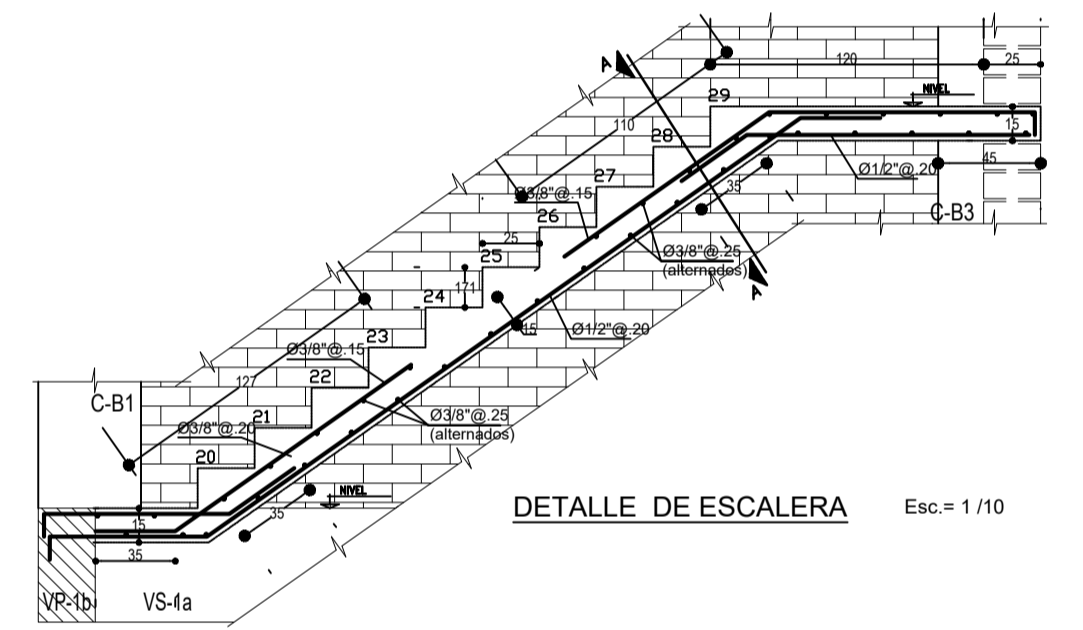 A
120
25
NIVEL
29
110
15
28
Ø1/2"@.20
45
27
Ø3/8"@.15
35
26
C-B3
25
25
Ø3/8"@.25
(alternados)
A
171
24
15
Ø1/2"@.20
23
Ø3/8"@.15
127
22
C-B1
21
Ø3/8"@.25
(alternados)
Ø3/8"@.20
20
NIVEL
35
15
35
DETALLE DE ESCALERA
Esc.= 1 /10
VP-1b
VS-1a